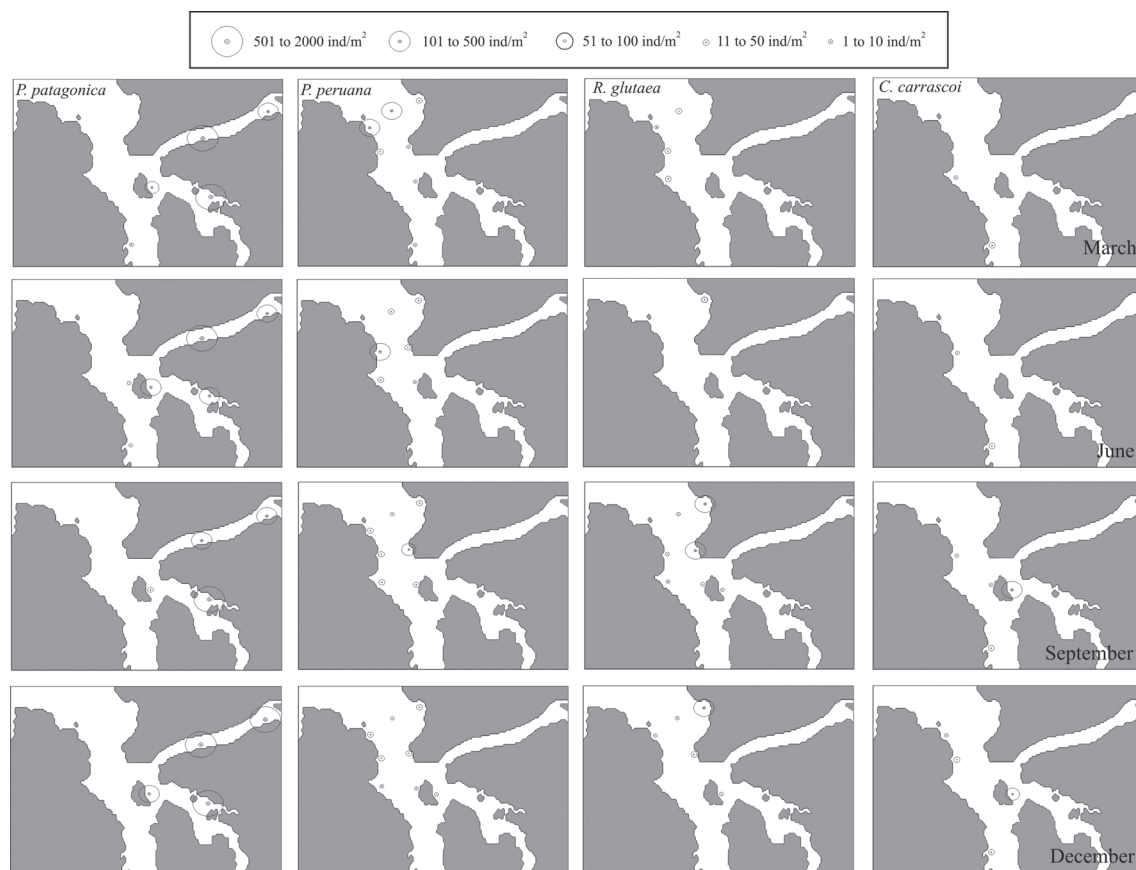 501 to 2000 ind/m² 101 to 500 ind/m² 51 to 100 ind/m² 11 to 50 ind/m² 1 to 10 ind/m²
P. patagonica P. peruana R. glutaea C. carrascoi
March
June
September
December